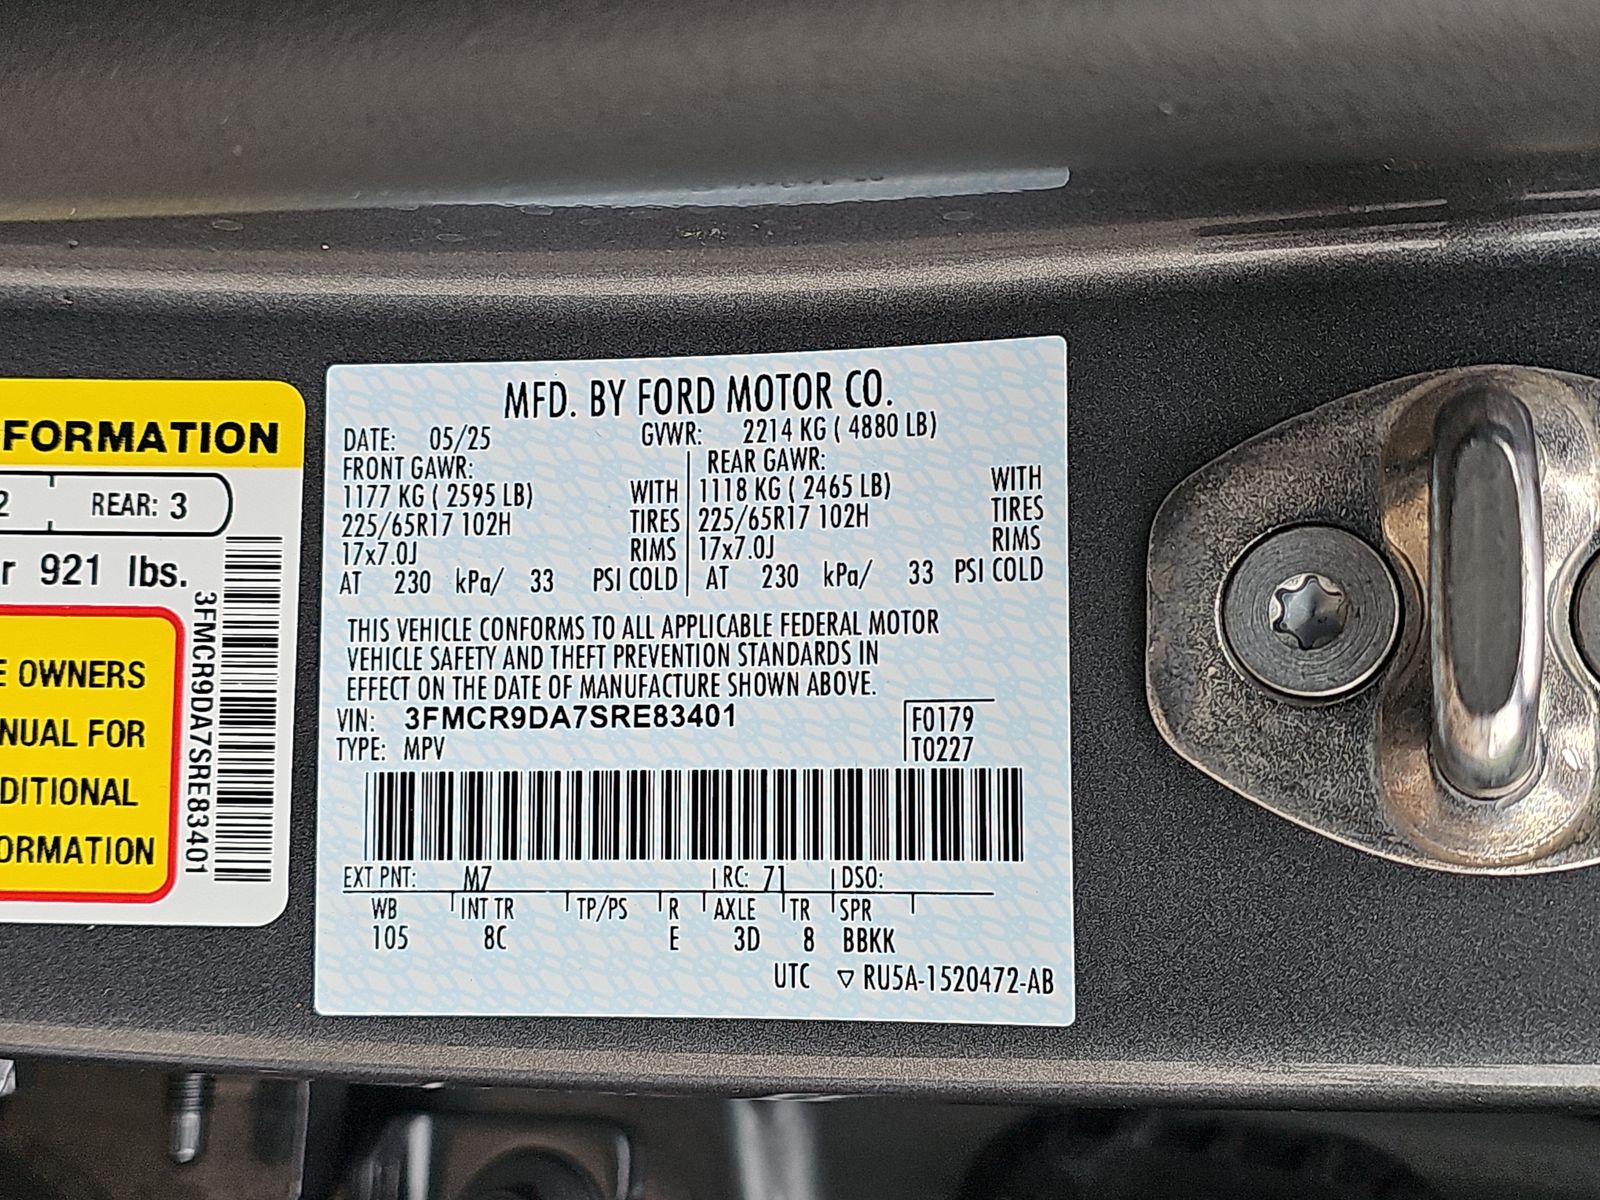 FORMATION
2 REAR: 3
r 921 lbs.
E OWNERS
NUAL FOR
DITIONAL
ORMATION
3FMCR9DA7SRE83401
MFD. BY FORD MOTOR CO.
DATE: 05/25 GVWR: 2214 KG ( 4880 LB)
FRONT GAWR: REAR GAWR:
1177 KG ( 2595 LB) WITH 1118 KG ( 2465 LB) WITH
225/65R17 102H TIRES 225/65R17 102H TIRES
17x7.0J RIMS 17x7.0J RIMS
AT 230 kPa/ 33 PSI COLD AT 230 kPa/ 33 PSI COLD
THIS VEHICLE CONFORMS TO ALL APPLICABLE FEDERAL MOTOR
VEHICLE SAFETY AND THEFT PREVENTION STANDARDS IN
EFFECT ON THE DATE OF MANUFACTURE SHOWN ABOVE.
VIN: 3FMCR9DA7SRE83401 F0179
TYPE: MPV T0227
EXT PNT: M7 RC: 71 DSO:
WB INT TR TP/PS R AXLE TR SPR
105 8C E 3D 8 BBKK
UTC ▽ RU5A-1520472-AB